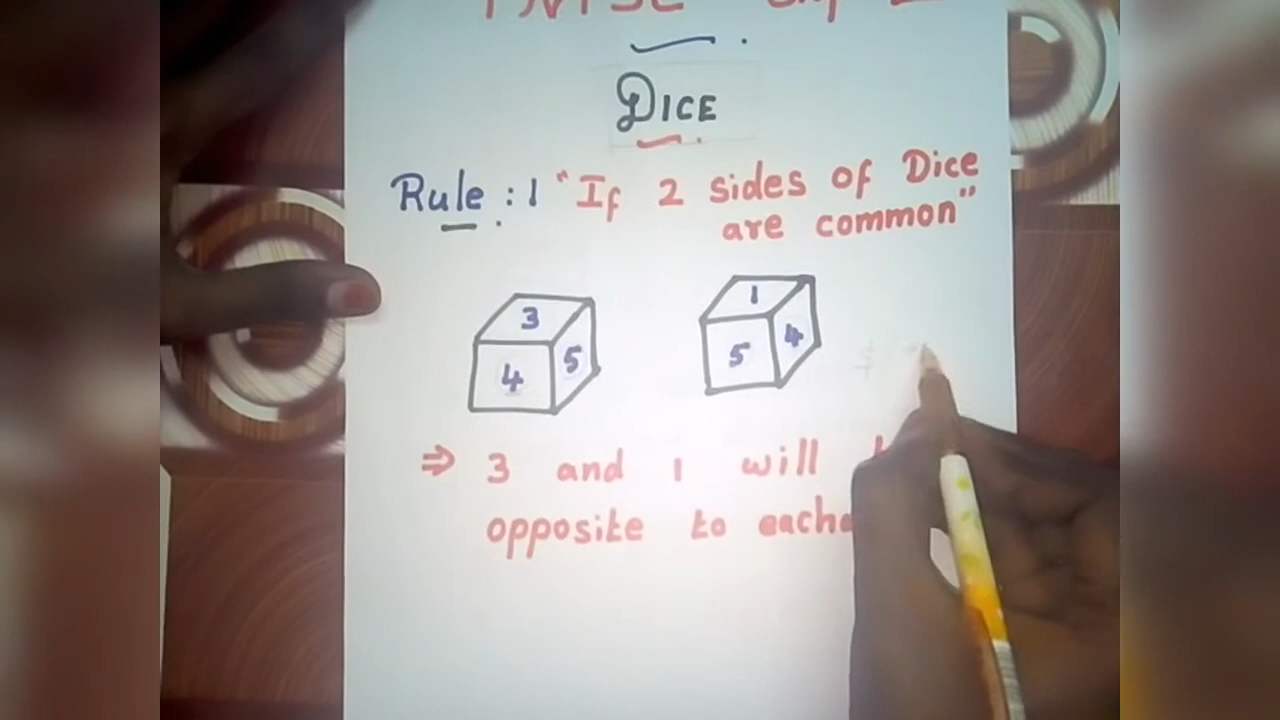 DICE
Rule : 1 "If 2 sides of Dice
are common"
3
4
5
1
5
4
⇒ 3 and 1 will
opposite to